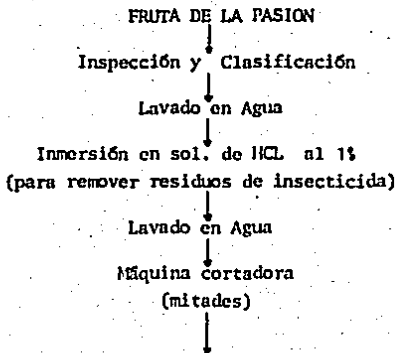 FRUTA DE LA PASION
Inspección y Clasificación
Lavado en Agua
Inmersión en sol. de HCL al 1%
(para remover residuos de insecticida)
Lavado en Agua
Máquina cortadora
(mitades)